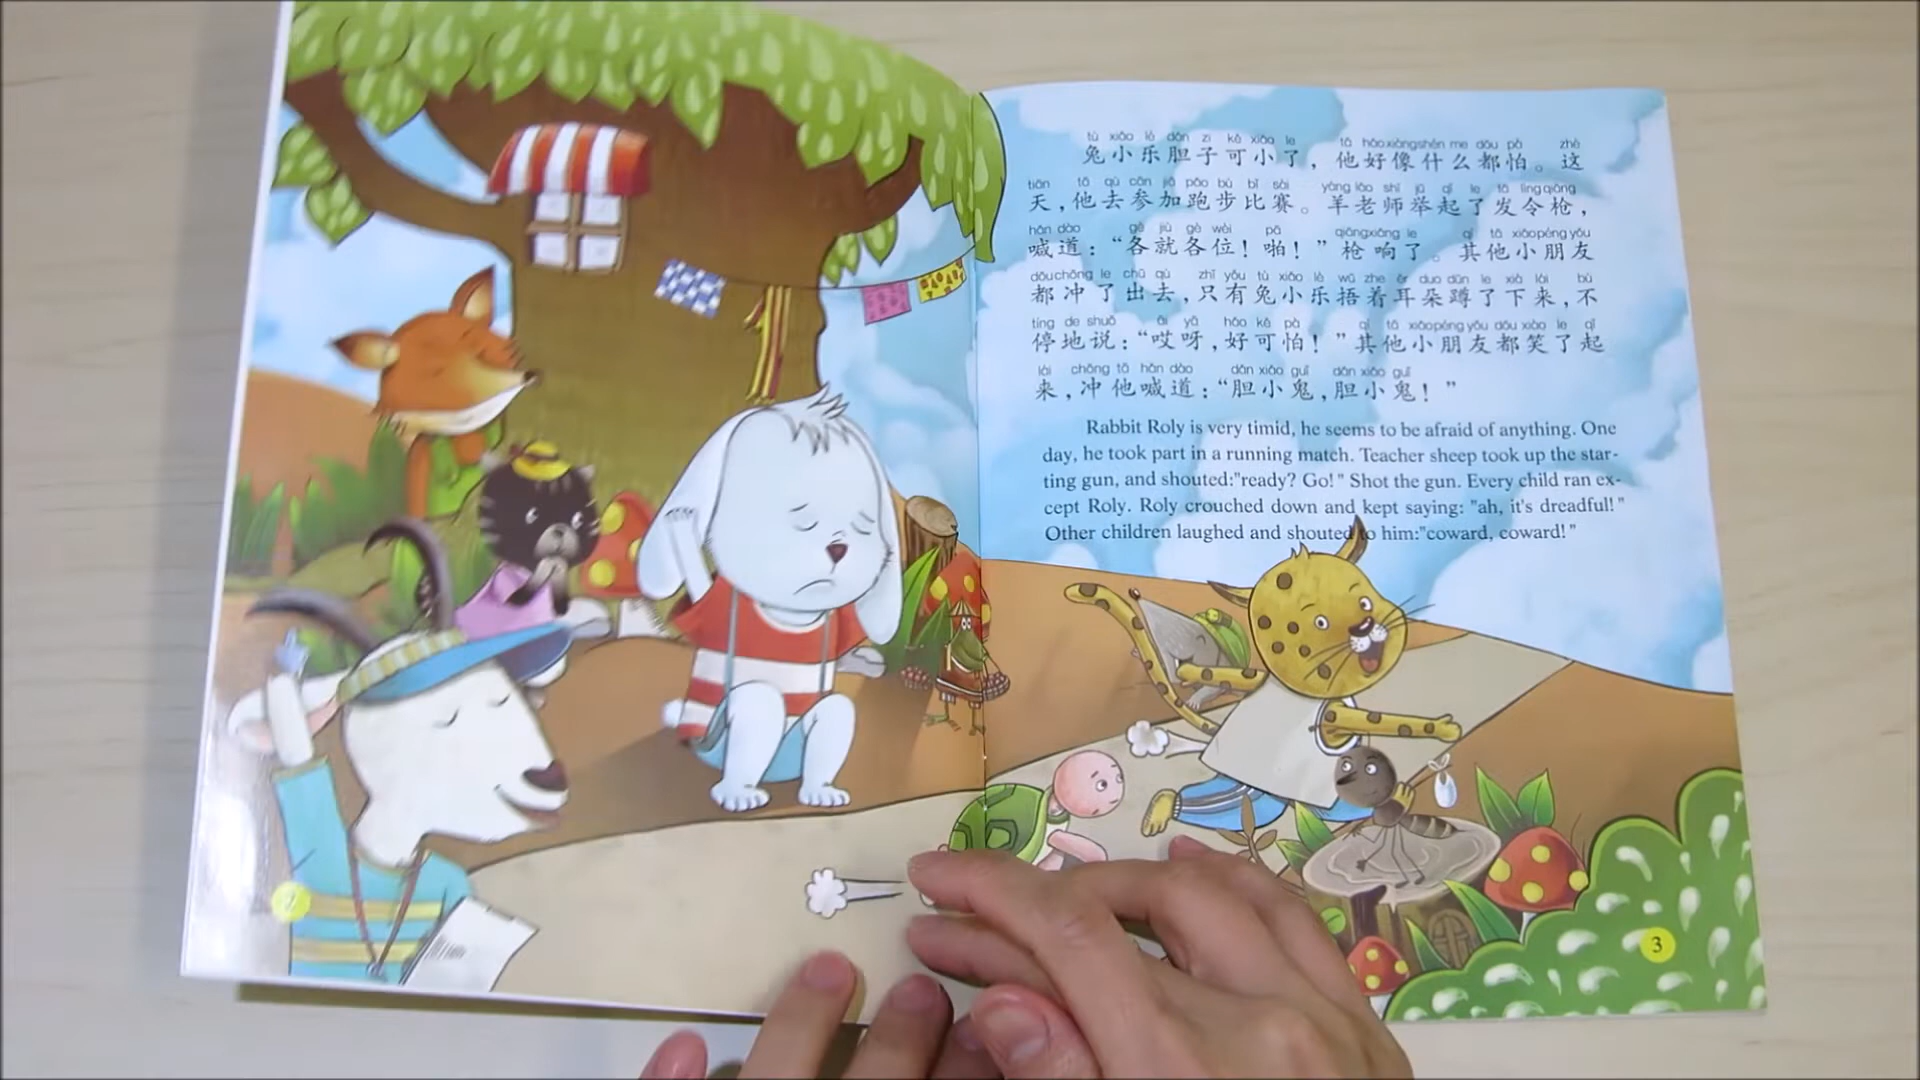 tù xiǎo lè dǎn zi kě xiǎo le tā hǎo xiàng shén me dōu pà zhè
兔小乐胆子可小了，他好像什么都怕。这
tiān tā qù cān jiā pǎo bù bǐ sài yáng lǎo shī jǔ qǐ le fā lìng qiāng
天，他去参加跑步比赛。羊老师举起了发令枪，
hǎn dào gè jiù gè wèi pā qiāng xiǎng le qí tā xiǎo péng yǒu
喊道：“各就各位！啪！”枪响了。其他小朋友
dōu chōng le chū qù zhī yǒu tù xiǎo lè wǔ zhe ěr duo dūn le xià lái bù
都冲了出去，只有兔小乐捂着耳朵蹲了下来，不
tíng de shuō āi yā hǎo kě pà qí tā xiǎo péng yǒu dōu xiào le qǐ
停地说：“哎呀，好可怕！”其他小朋友都笑了起
lái chōng tā hǎn dào dǎn xiǎo guǐ dǎn xiǎo guǐ
来，冲他喊道：“胆小鬼，胆小鬼！”
Rabbit Roly is very timid, he seems to be afraid of anything. One
day, he took part in a running match. Teacher sheep took up the star-
ting gun, and shouted:"ready? Go!" Shot the gun. Every child ran ex-
cept Roly. Roly crouched down and kept saying: "ah, it's dreadful!"
Other children laughed and shouted to him:"coward, coward!"
2
3